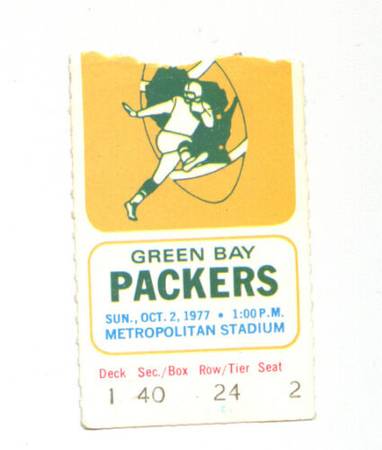 GREEN BAY
PACKERS
SUN., OCT. 2, 1977 • 1:00 P.M.
METROPOLITAN STADIUM
Deck Sec./Box Row/Tier Seat
1 40 24 2